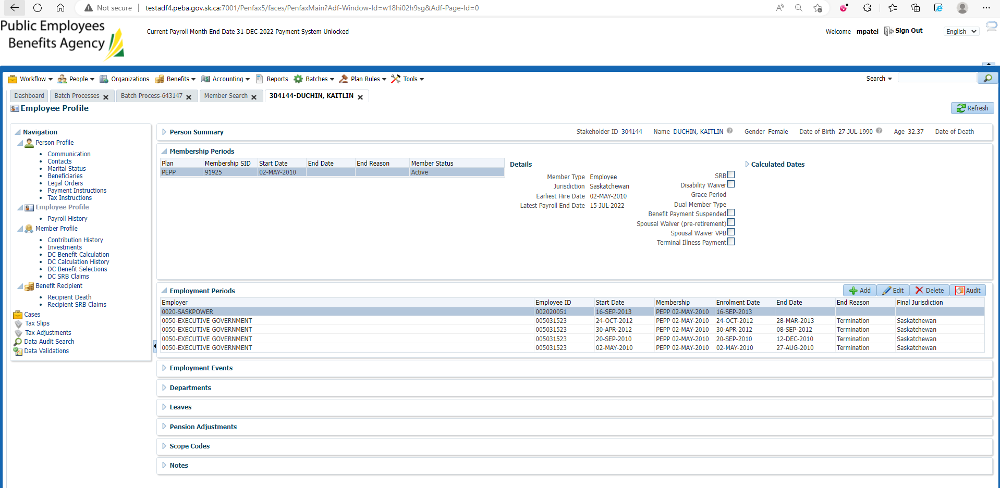 Not secure | testadf4.peba.gov.sk.ca:7001/Penfax5/faces/PenfaxMain?Adf-Window-Id=w18hi02h9sg&Adf-Page-Id=0
Public Employees
Benefits Agency
Current Payroll Month End Date 31-DEC-2022 Payment System Unlocked
Welcome mpatel Sign Out English
Workflow People Organizations Benefits Accounting Reports Batches Plan Rules Tools Search
Dashboard Batch Processes Batch Process-643147 Member Search 304144-DUCHIN, KAITLIN
Employee Profile
Refresh
Navigation
Person Profile
Communication
Contacts
Marital Status
Beneficiaries
Legal Orders
Payment Instructions
Tax Instructions
Employee Profile
Payroll History
Member Profile
Contribution History
Investments
DC Benefit Calculation
DC Calculation History
DC Benefit Selections
DC SRB Claims
Benefit Recipient
Recipient Death
Recipient SRB Claims
Cases
Tax Slips
Tax Adjustments
Data Audit Search
Data Validations
Person Summary
Stakeholder ID 304144 Name DUCHIN, KAITLIN Gender Female Date of Birth 27-JUL-1990 Age 32.37 Date of Death
Membership Periods
Plan Membership SID Start Date End Date End Reason Member Status
PEPP 91925 02-MAY-2010 Active
Details
Member Type Employee
Jurisdiction Saskatchewan
Earliest Hire Date 02-MAY-2010
Latest Payroll End Date 15-JUL-2022
SRB
Disability Waiver
Grace Period
Dual Member Type
Benefit Payment Suspended
Spousal Waiver (pre-retirement)
Spousal Waiver VPB
Terminal Illness Payment
Calculated Dates
Employment Periods
Add Edit Delete Audit
Employer Employee ID Start Date Membership Enrolment Date End Date End Reason Final Jurisdiction
0020-SASKPOWER 002020051 16-SEP-2013 PEPP 02-MAY-2010 16-SEP-2013
0050-EXECUTIVE GOVERNMENT 005031523 24-OCT-2012 PEPP 02-MAY-2010 24-OCT-2012 28-MAR-2013 Termination Saskatchewan
0050-EXECUTIVE GOVERNMENT 005031523 30-APR-2012 PEPP 02-MAY-2010 30-APR-2012 08-SEP-2012 Termination Saskatchewan
0050-EXECUTIVE GOVERNMENT 005031523 20-SEP-2010 PEPP 02-MAY-2010 20-SEP-2010 12-DEC-2010 Termination Saskatchewan
0050-EXECUTIVE GOVERNMENT 005031523 02-MAY-2010 PEPP 02-MAY-2010 02-MAY-2010 27-AUG-2010 Termination Saskatchewan
Employment Events
Departments
Leaves
Pension Adjustments
Scope Codes
Notes